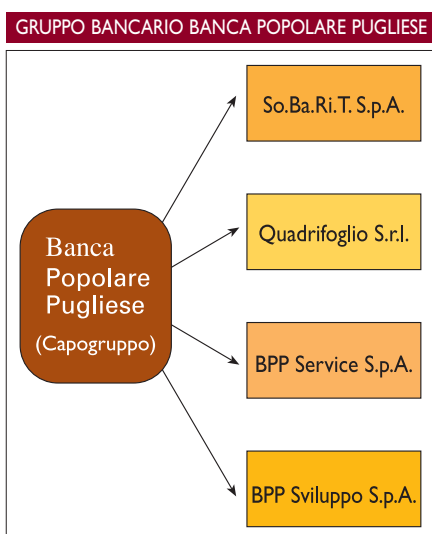 GRUPPO BANCARIO BANCA POPOLARE PUGLIESE
So.Ba.Ri.T. S.p.A.
Quadrifoglio S.r.l.
Banca
Popolare
Pugliese
(Capogruppo)
BPP Service S.p.A.
BPP Sviluppo S.p.A.